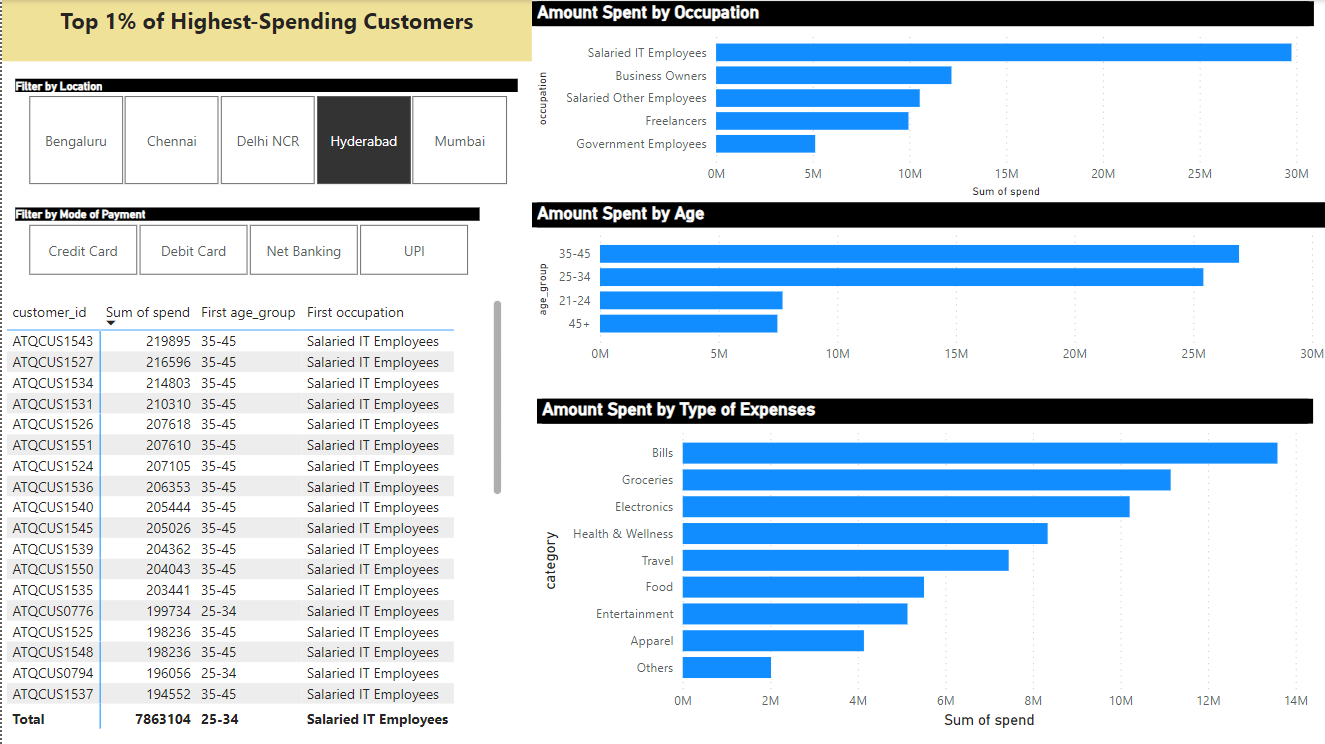 Top 1% of Highest-Spending Customers
Filter by Location
Bengaluru Chennai Delhi NCR Hyderabad Mumbai
Filter by Mode of Payment
Credit Card Debit Card Net Banking UPI
customer_id Sum of spend First age_group First occupation
ATQCUS1543 219895 35-45 Salaried IT Employees
ATQCUS1527 216596 35-45 Salaried IT Employees
ATQCUS1534 214803 35-45 Salaried IT Employees
ATQCUS1531 210310 35-45 Salaried IT Employees
ATQCUS1526 207618 35-45 Salaried IT Employees
ATQCUS1551 207610 35-45 Salaried IT Employees
ATQCUS1524 207105 35-45 Salaried IT Employees
ATQCUS1536 206353 35-45 Salaried IT Employees
ATQCUS1540 205444 35-45 Salaried IT Employees
ATQCUS1545 205026 35-45 Salaried IT Employees
ATQCUS1539 204362 35-45 Salaried IT Employees
ATQCUS1550 204043 35-45 Salaried IT Employees
ATQCUS1535 203441 35-45 Salaried IT Employees
ATQCUS0776 199734 25-34 Salaried IT Employees
ATQCUS1525 198236 35-45 Salaried IT Employees
ATQCUS1548 198236 35-45 Salaried IT Employees
ATQCUS0794 196056 25-34 Salaried IT Employees
ATQCUS1537 194552 35-45 Salaried IT Employees
Total 7863104 25-34 Salaried IT Employees
Amount Spent by Occupation
occupation
Salaried IT Employees
Business Owners
Salaried Other Employees
Freelancers
Government Employees
0M 5M 10M 15M 20M 25M 30M
Sum of spend
Amount Spent by Age
age_group
35-45
25-34
21-24
45+
0M 5M 10M 15M 20M 25M 30M
Amount Spent by Type of Expenses
category
Bills
Groceries
Electronics
Health & Wellness
Travel
Food
Entertainment
Apparel
Others
0M 2M 4M 6M 8M 10M 12M 14M
Sum of spend